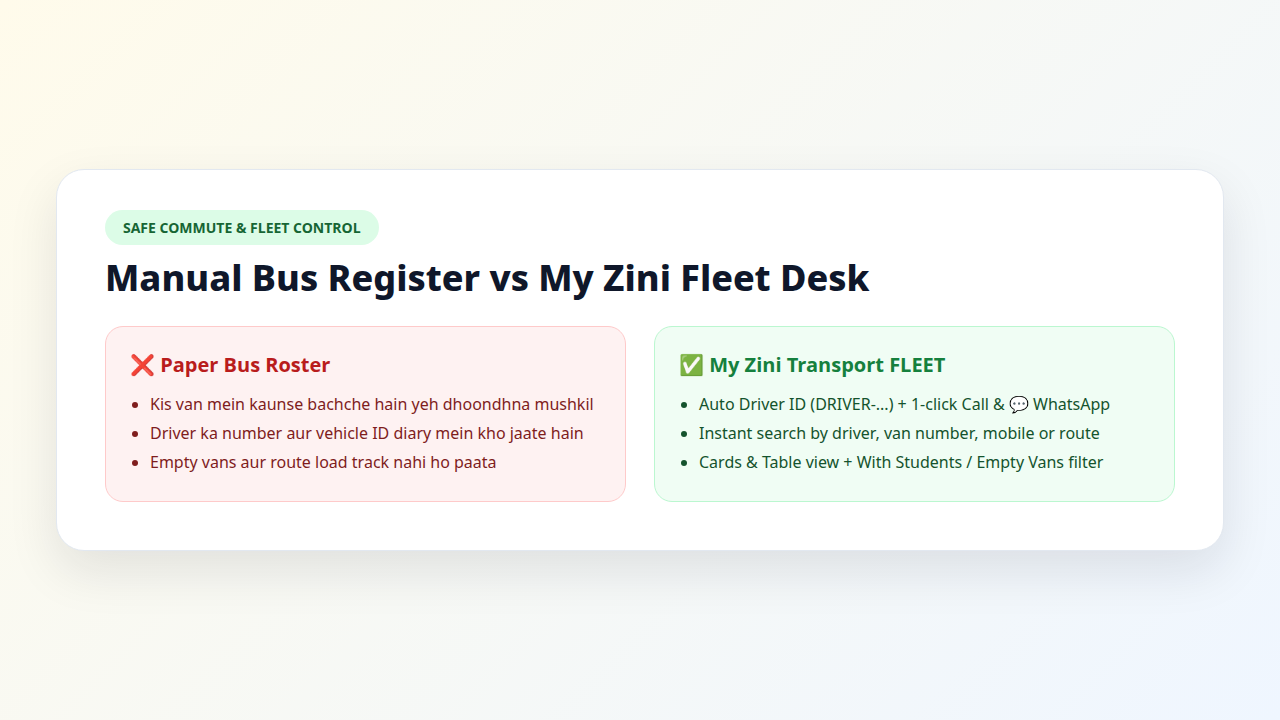 SAFE COMMUTE & FLEET CONTROL
Manual Bus Register vs My Zini Fleet Desk
❌ Paper Bus Roster
• Kis van mein kaunse bachche hain yeh dhoondhna mushkil
• Driver ka number aur vehicle ID diary mein kho jaate hain
• Empty vans aur route load track nahi ho paata
✅ My Zini Transport FLEET
• Auto Driver ID (DRIVER-...) + 1-click Call & 💬 WhatsApp
• Instant search by driver, van number, mobile or route
• Cards & Table view + With Students / Empty Vans filter